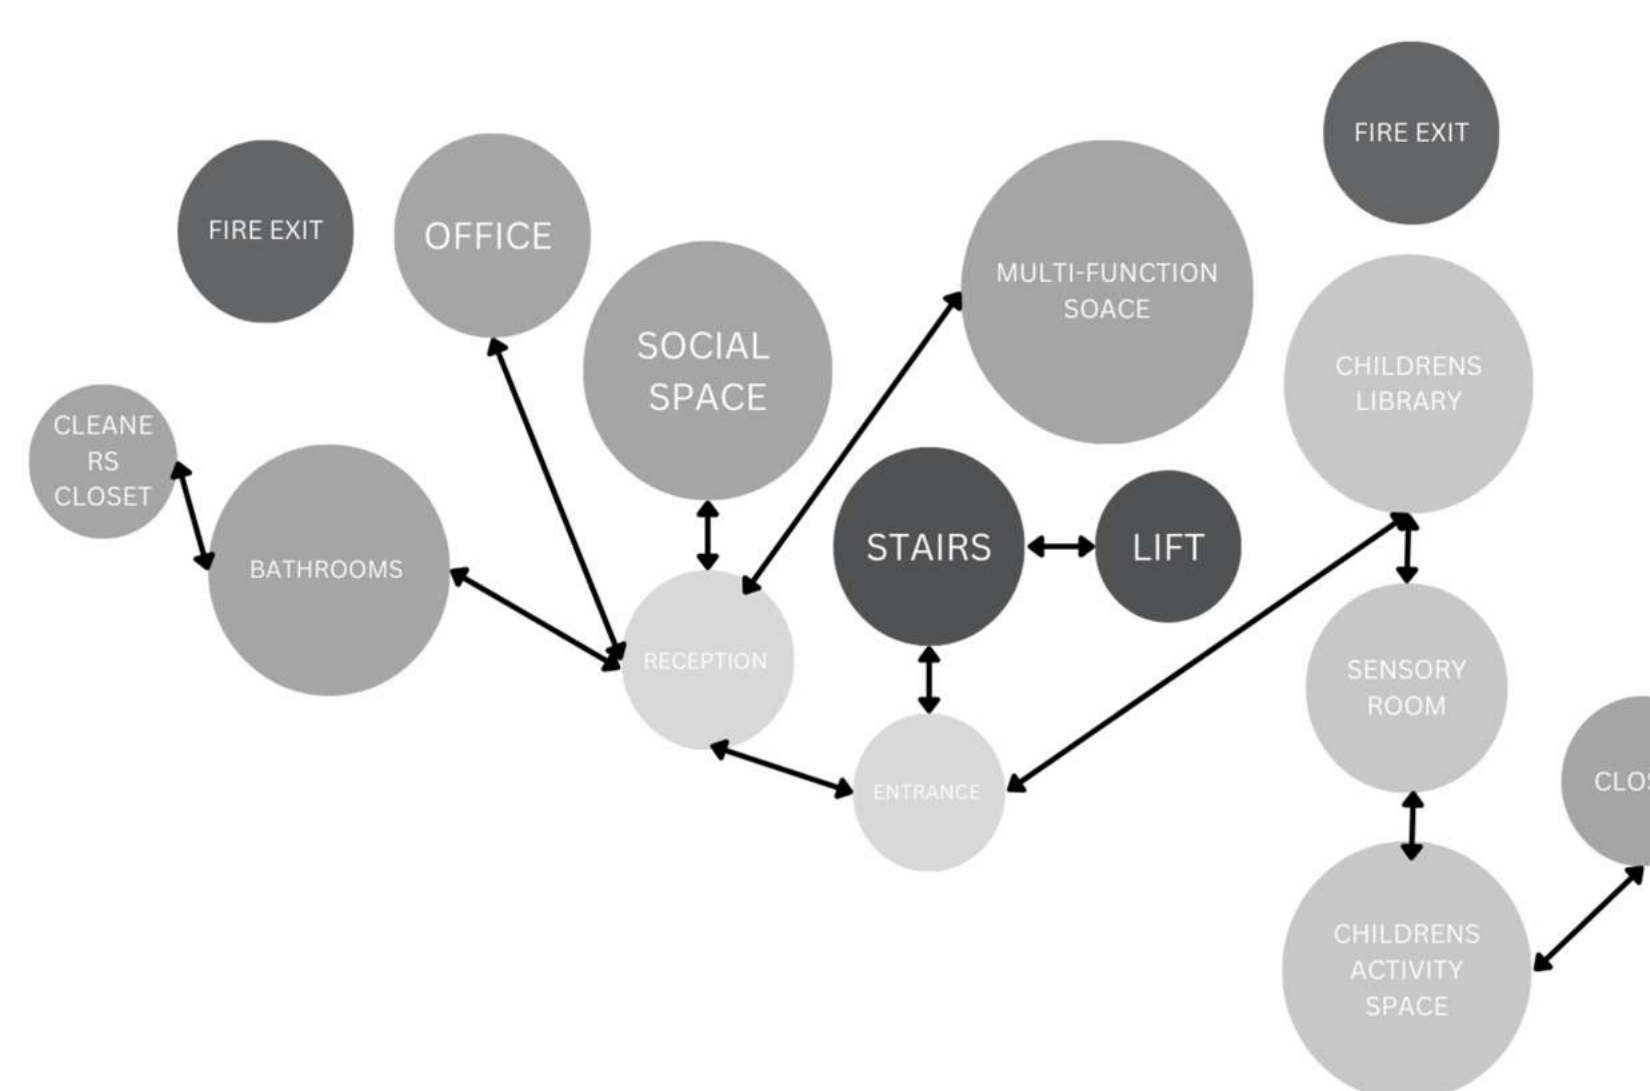 FIRE EXIT
FIRE EXIT
OFFICE
MULTI-FUNCTION
SOACE
SOCIAL
SPACE
CHILDRENS
LIBRARY
CLEANE
RS
CLOSET
STAIRS
LIFT
BATHROOMS
RECEPTION
SENSORY
ROOM
ENTRANCE
CHILDRENS
ACTIVITY
SPACE